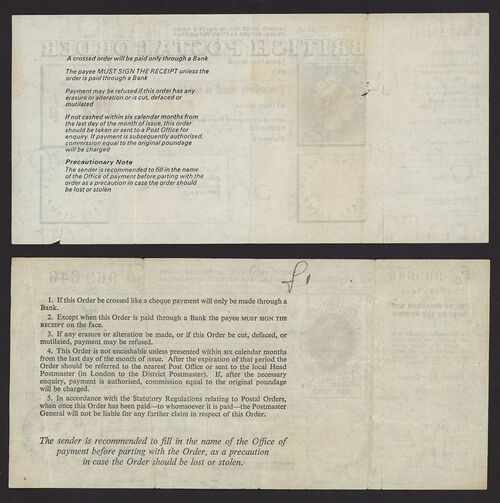 A crossed order will be paid only through a Bank
The payee MUST SIGN THE RECEIPT unless the
order is paid through a Bank
Payment may be refused if this order has any
erasure or alteration or is cut, defaced or
mutilated
If not cashed within six calendar months from
the last day of the month of issue, this order
should be taken or sent to a Post Office for
enquiry. If payment is subsequently authorised,
commission equal to the original poundage
will be charged
Precautionary Note
The sender is recommended to fill in the name
of the Office of payment before parting with the
order as a precaution in case the order should
be lost or stolen
BRITISH POSTAL ORDER
969646
969646
1. If this Order be crossed like a cheque payment will only be made through a
Bank.
2. Except when this Order is paid through a Bank the payee MUST SIGN THE
RECEIPT on the face.
3. If any erasure or alteration be made, or if this Order be cut, defaced, or
mutilated, payment may be refused.
4. This Order is not encashable unless presented within six calendar months
from the last day of the month of issue. After the expiration of that period the
Order should be referred to the nearest Post Office or sent to the local Head
Postmaster (in London to the District Postmaster). If, after the necessary
enquiry, payment is authorised, commission equal to the original poundage
will be charged.
5. In accordance with the Statutory Regulations relating to Postal Orders,
when once this Order has been paid—to whomsoever it is paid—the Postmaster
General will not be liable for any further claim in respect of this Order.
The sender is recommended to fill in the name of the Office of
payment before parting with the Order, as a precaution
in case the Order should be lost or stolen.